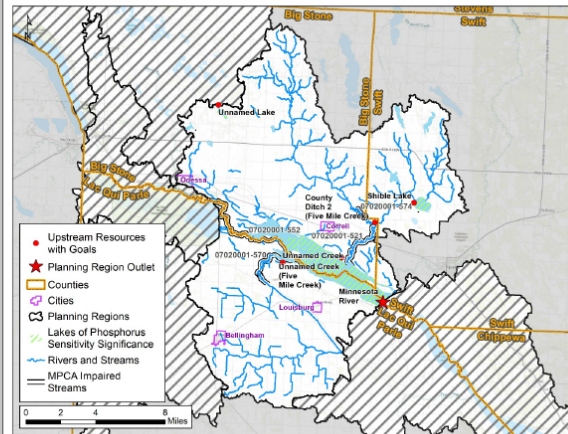 Stevens
Big Stone
Swift
Big Stone
Swift
Unnamed Lake
Odessa
Big Stone
Lac Qui Parle
County
Ditch 2
(Five Mile Creek)
Shible Lake
07020001-574
Correll
07020001-552
07020001-521
07020001-570
Unnamed Creek
Unnamed Creek
(Five
Mile Creek)
Minnesota
River
Louisburg
Bellingham
Swift
Lac Qui
Parle
Swift
Chippewa
Upstream Resources
with Goals
Planning Region Outlet
Counties
Cities
Planning Regions
Lakes of Phosphorus
Sensitivity Significance
Rivers and Streams
MPCA Impaired
Streams
0 2 4 8
Miles